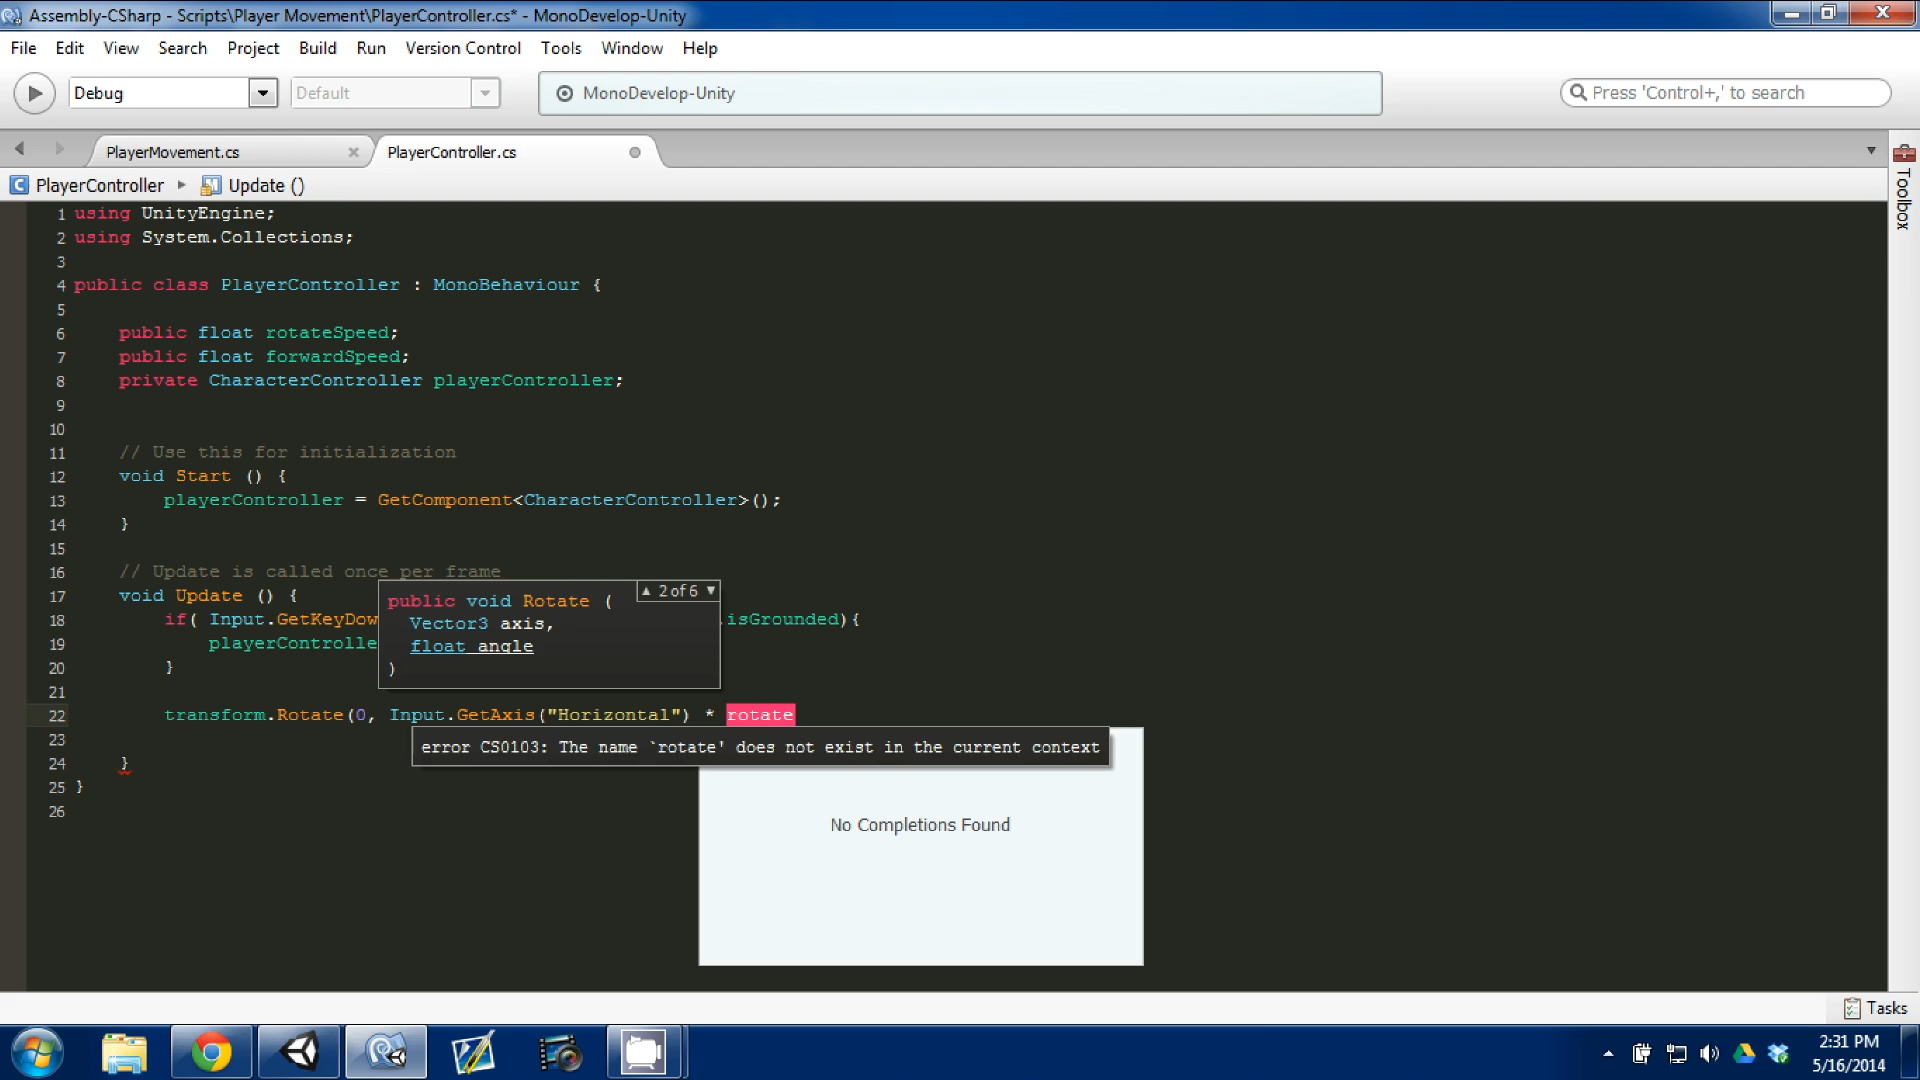 Assembly-CSharp - Scripts\Player Movement\PlayerController.cs* - MonoDevelop-Unity
File Edit View Search Project Build Run Version Control Tools Window Help
Debug Default MonoDevelop-Unity Press 'Control+,' to search
PlayerMovement.cs PlayerController.cs
Toolbox
PlayerController Update ()
1 using UnityEngine;
2 using System.Collections;
3
4 public class PlayerController : MonoBehaviour {
5
6 public float rotateSpeed;
7 public float forwardSpeed;
8 private CharacterController playerController;
9
10
11 // Use this for initialization
12 void Start () {
13 playerController = GetComponent<CharacterController>();
14 }
15
16 // Update is called once per frame
17 void Update () {
18 if( Input.GetKeyDow .isGrounded){
19 playerControlle
20 }
21
22 transform.Rotate(0, Input.GetAxis("Horizontal") * rotate
23
24 }
25 }
26
2 of 6
public void Rotate (
Vector3 axis,
float angle
)
error CS0103: The name `rotate' does not exist in the current context
No Completions Found
Tasks
2:31 PM
5/16/2014